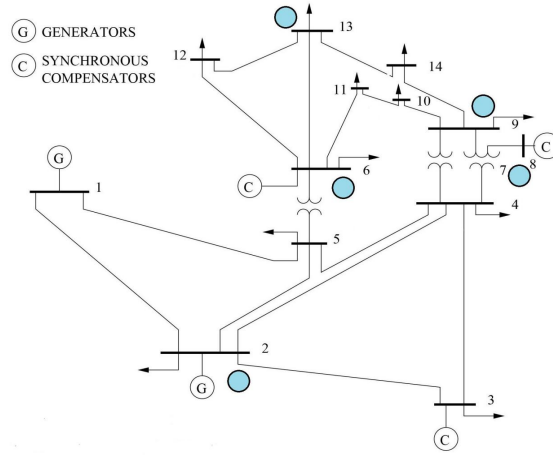 G GENERATORS
C SYNCHRONOUS
COMPENSATORS
13
12
14
11
10
9
G
C
7
8
C
6
1
4
5
2
G
3
C